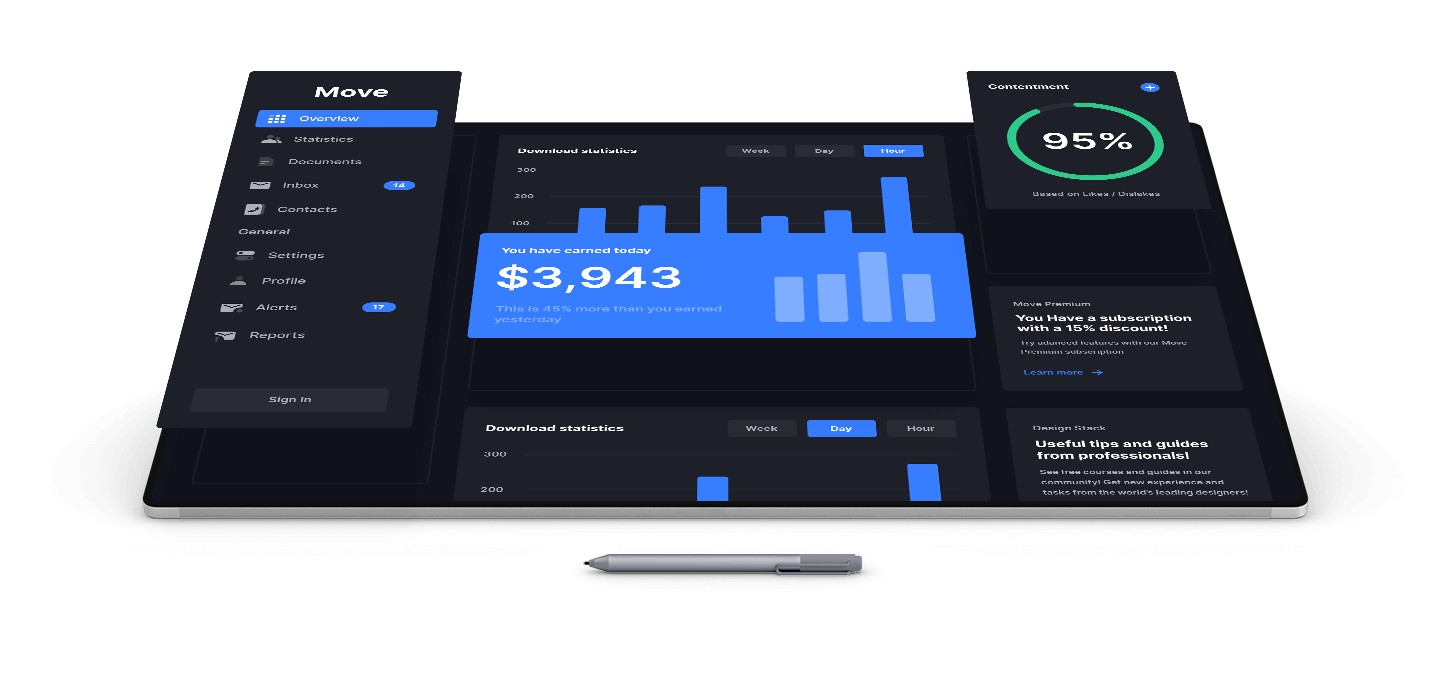 Move
Overview
Statistics
Documents
Inbox 14
Contacts
General
Settings
Profile
Alerts 17
Reports
Sign In
Download statistics
Week Day Hour
300
200
100
You have earned today
$3,943
This is 45% more than you earned
yesterday
Download statistics
Week Day Hour
300
200
Contentment
95%
Based on Likes / Dislikes
Move Premium
You Have a subscription
with a 15% discount!
Try adanced features with our Move
Premium subscription
Learn more
Design Stack
Useful tips and guides
from professionals!
See free courses and guides in our
community! Get new experience and
tasks from the world's leading designers!